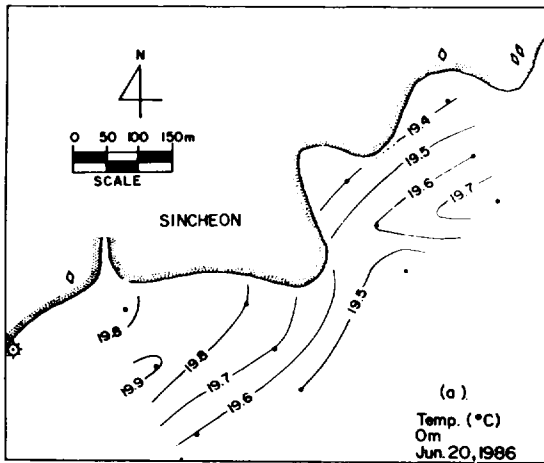 N
0 50 100 150m
SCALE
SINCHEON
19.4
19.5
19.6
19.7
19.5
19.8
19.9
19.8
19.7
19.6
(a)
Temp. (°C)
0m
Jun. 20, 1986